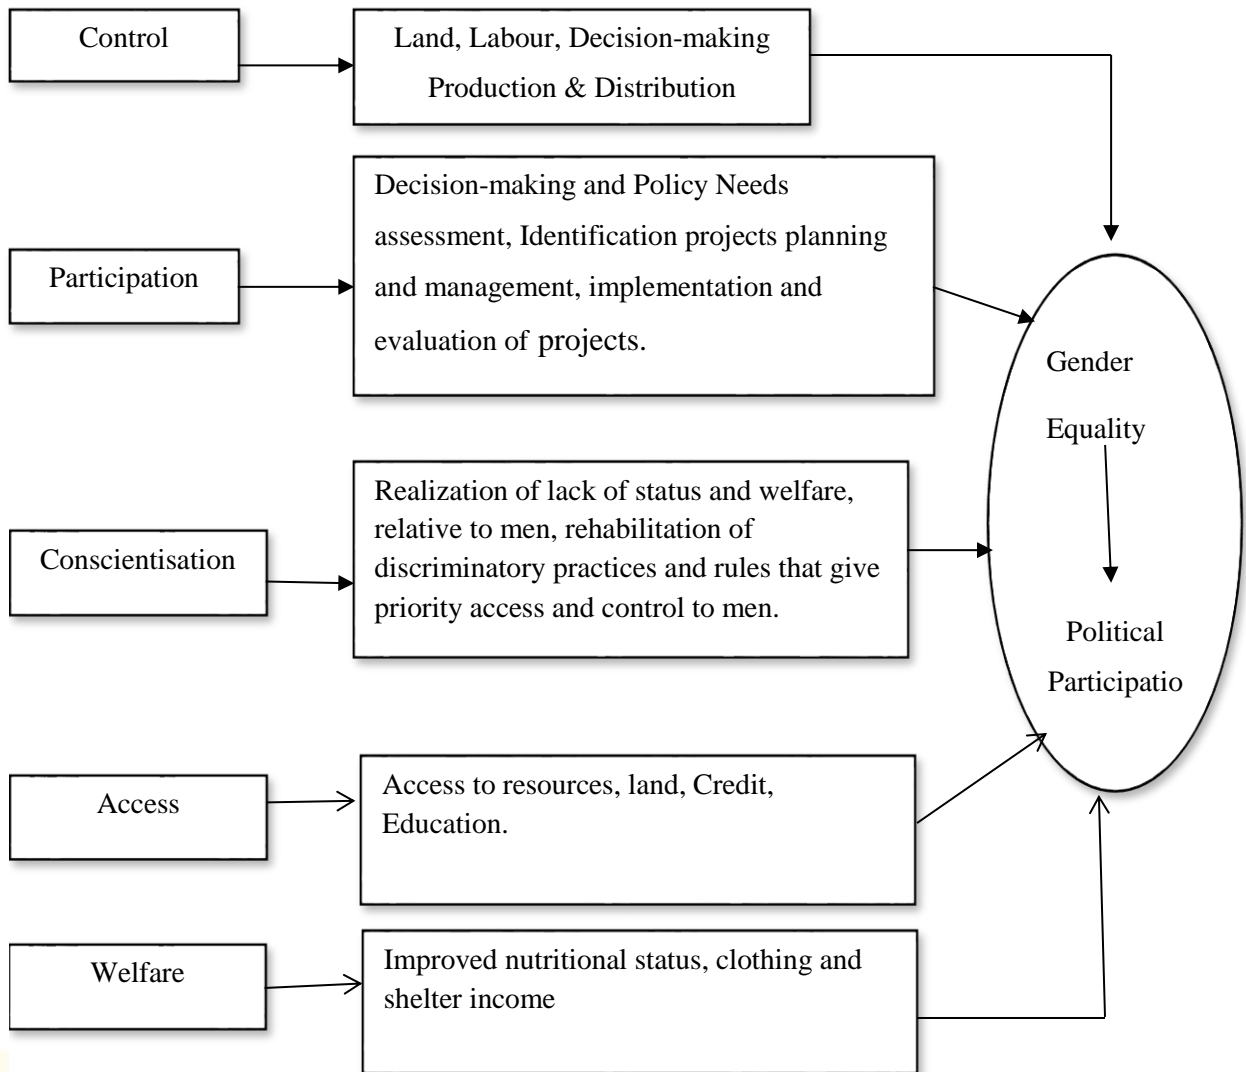 Control
Land, Labour, Decision-making
Production & Distribution
Participation
Decision-making and Policy Needs
assessment, Identification projects planning
and management, implementation and
evaluation of projects.
Gender
Equality
Conscientisation
Realization of lack of status and welfare,
relative to men, rehabilitation of
discriminatory practices and rules that give
priority access and control to men.
Political
Participatio
Access
Access to resources, land, Credit,
Education.
Welfare
Improved nutritional status, clothing and
shelter income